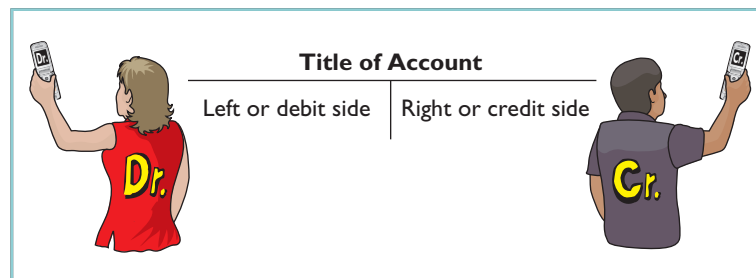 Dr.
Cr.
Title of Account
Left or debit side
Right or credit side
Dr.
Cr.